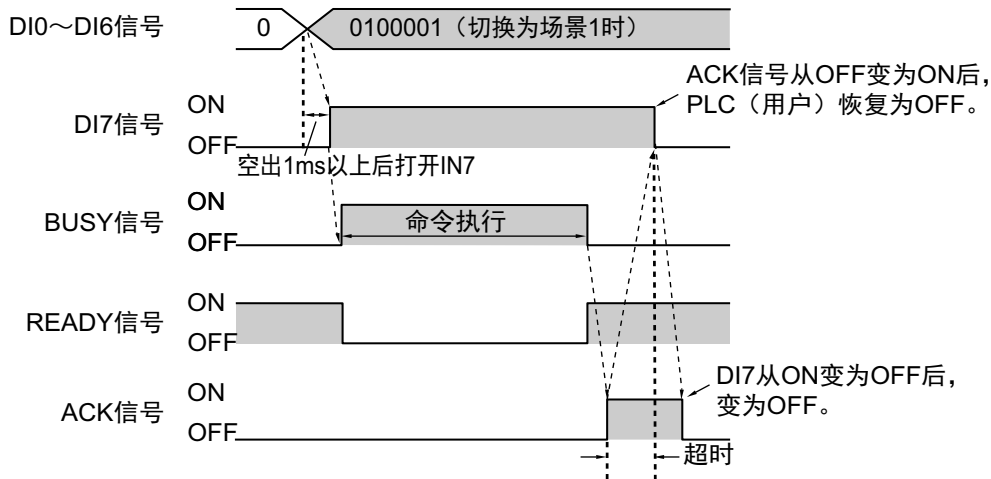 DI0～DI6信号
0
0100001（切换为场景1时）
DI7信号
ON
OFF
ACK信号从OFF变为ON后，
PLC（用户）恢复为OFF。
空出1ms以上后打开IN7
BUSY信号
ON
OFF
命令执行
READY信号
ON
OFF
ACK信号
ON
OFF
DI7从ON变为OFF后，
变为OFF。
超时